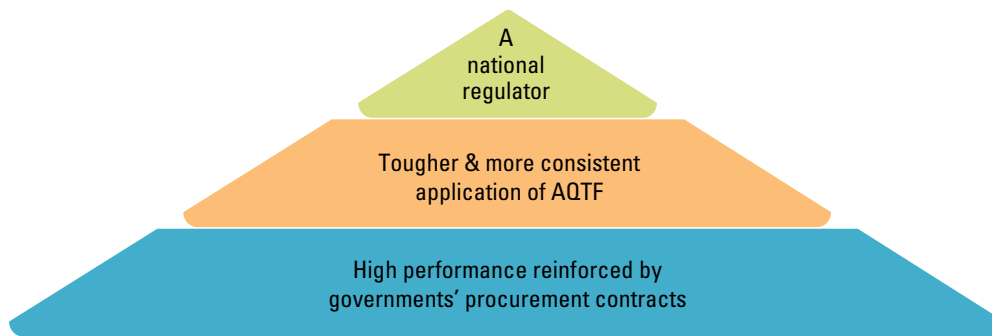 A
national
regulator
Tougher & more consistent
application of AQTF
High performance reinforced by
governments’ procurement contracts